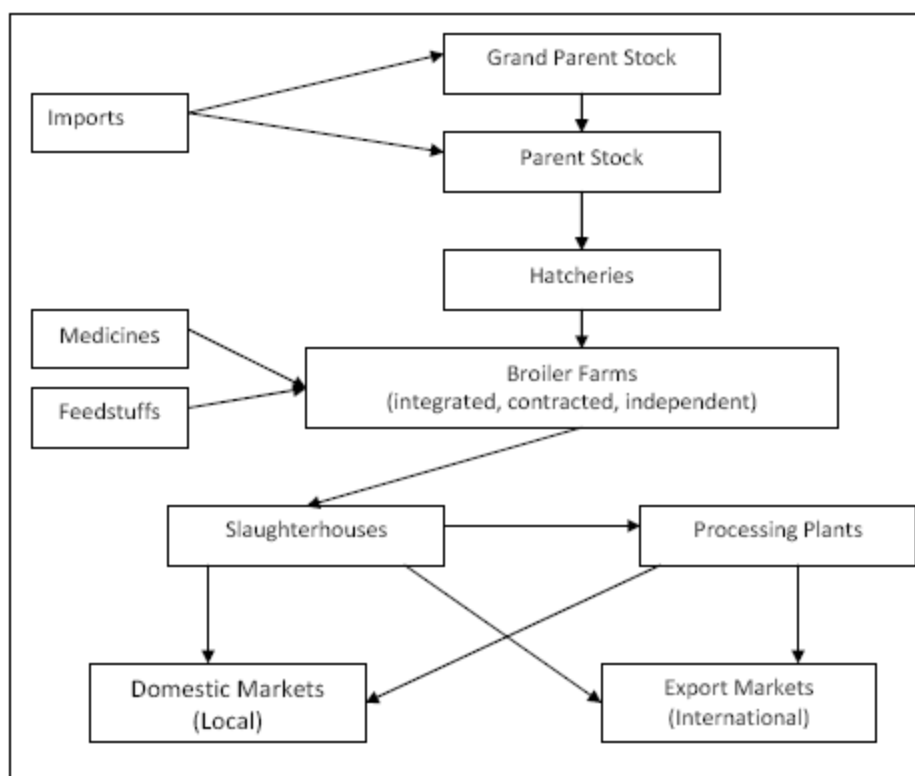 Grand Parent Stock
Imports
Parent Stock
Hatcheries
Medicines
Broiler Farms
(integrated, contracted, independent)
Feedstuffs
Slaughterhouses
Processing Plants
Domestic Markets
(Local)
Export Markets
(International)